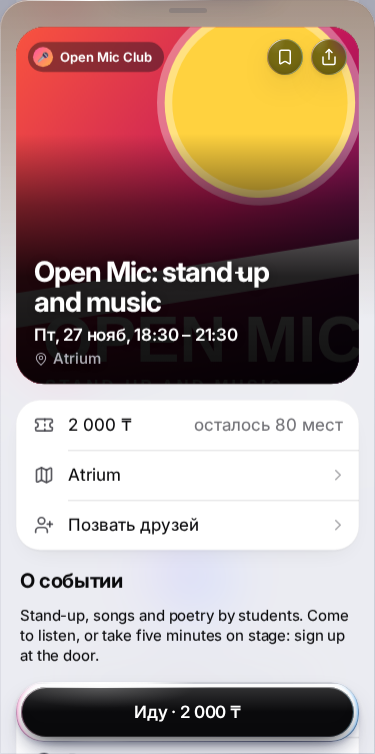 Open Mic Club
Open Mic: stand-up
and music
Пт, 27 нояб, 18:30 – 21:30
Atrium
OPEN MIC
2 000 ₸
осталось 80 мест
Atrium
Позвать друзей
О событии
Stand-up, songs and poetry by students. Come
to listen, or take five minutes on stage: sign up
at the door.
Иду · 2 000 ₸